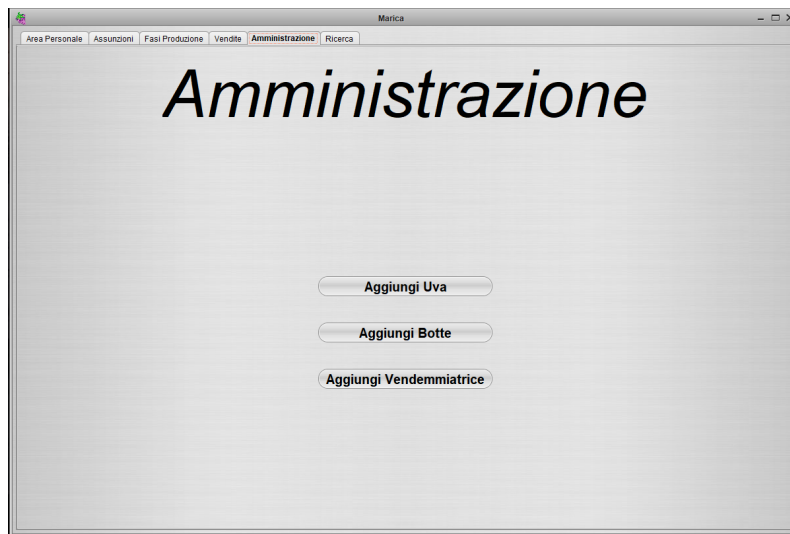 Marica
Area Personale Assunzioni Fasi Produzione Vendite Amministrazione Ricerca
Amministrazione
Aggiungi Uva
Aggiungi Botte
Aggiungi Vendemmiatrice